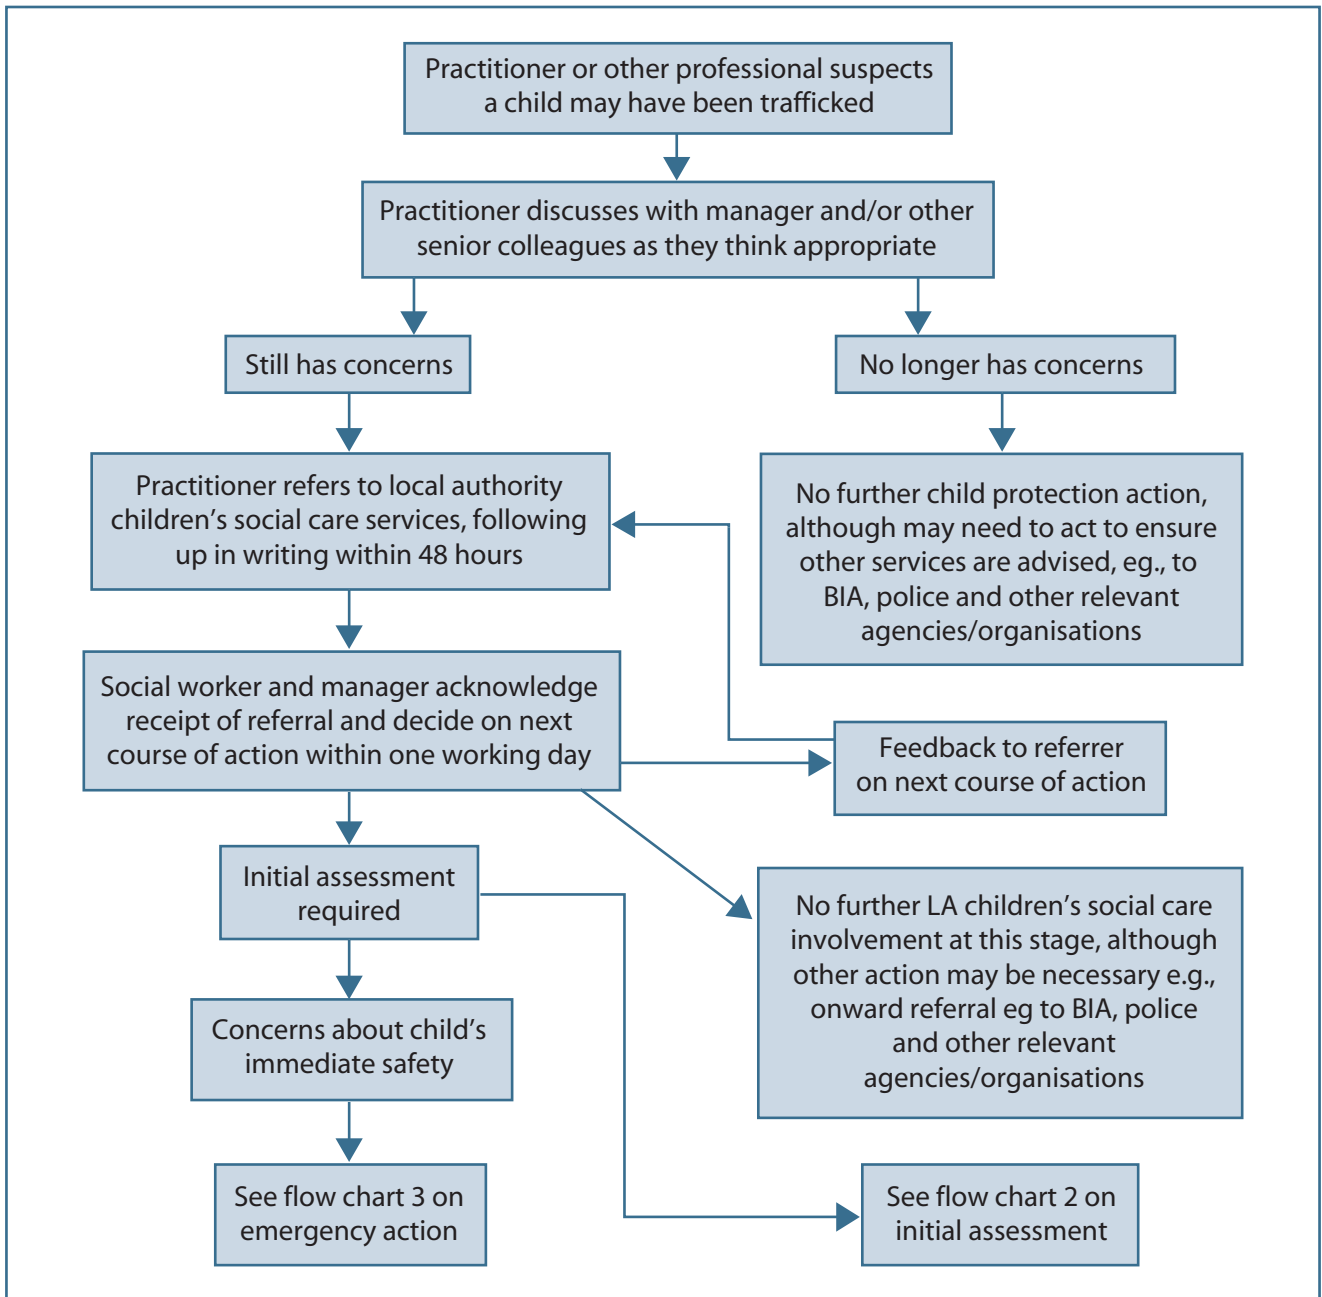 Practitioner or other professional suspects
a child may have been trafficked
Practitioner discusses with manager and/or other
senior colleagues as they think appropriate
Still has concerns
No longer has concerns
Practitioner refers to local authority
children’s social care services, following
up in writing within 48 hours
No further child protection action,
although may need to act to ensure
other services are advised, eg., to
BIA, police and other relevant
agencies/organisations
Social worker and manager acknowledge
receipt of referral and decide on next
course of action within one working day
Feedback to referrer
on next course of action
Initial assessment
required
No further LA children’s social care
involvement at this stage, although
other action may be necessary e.g.,
onward referral eg to BIA, police
and other relevant
agencies/organisations
Concerns about child’s
immediate safety
See flow chart 3 on
emergency action
See flow chart 2 on
initial assessment